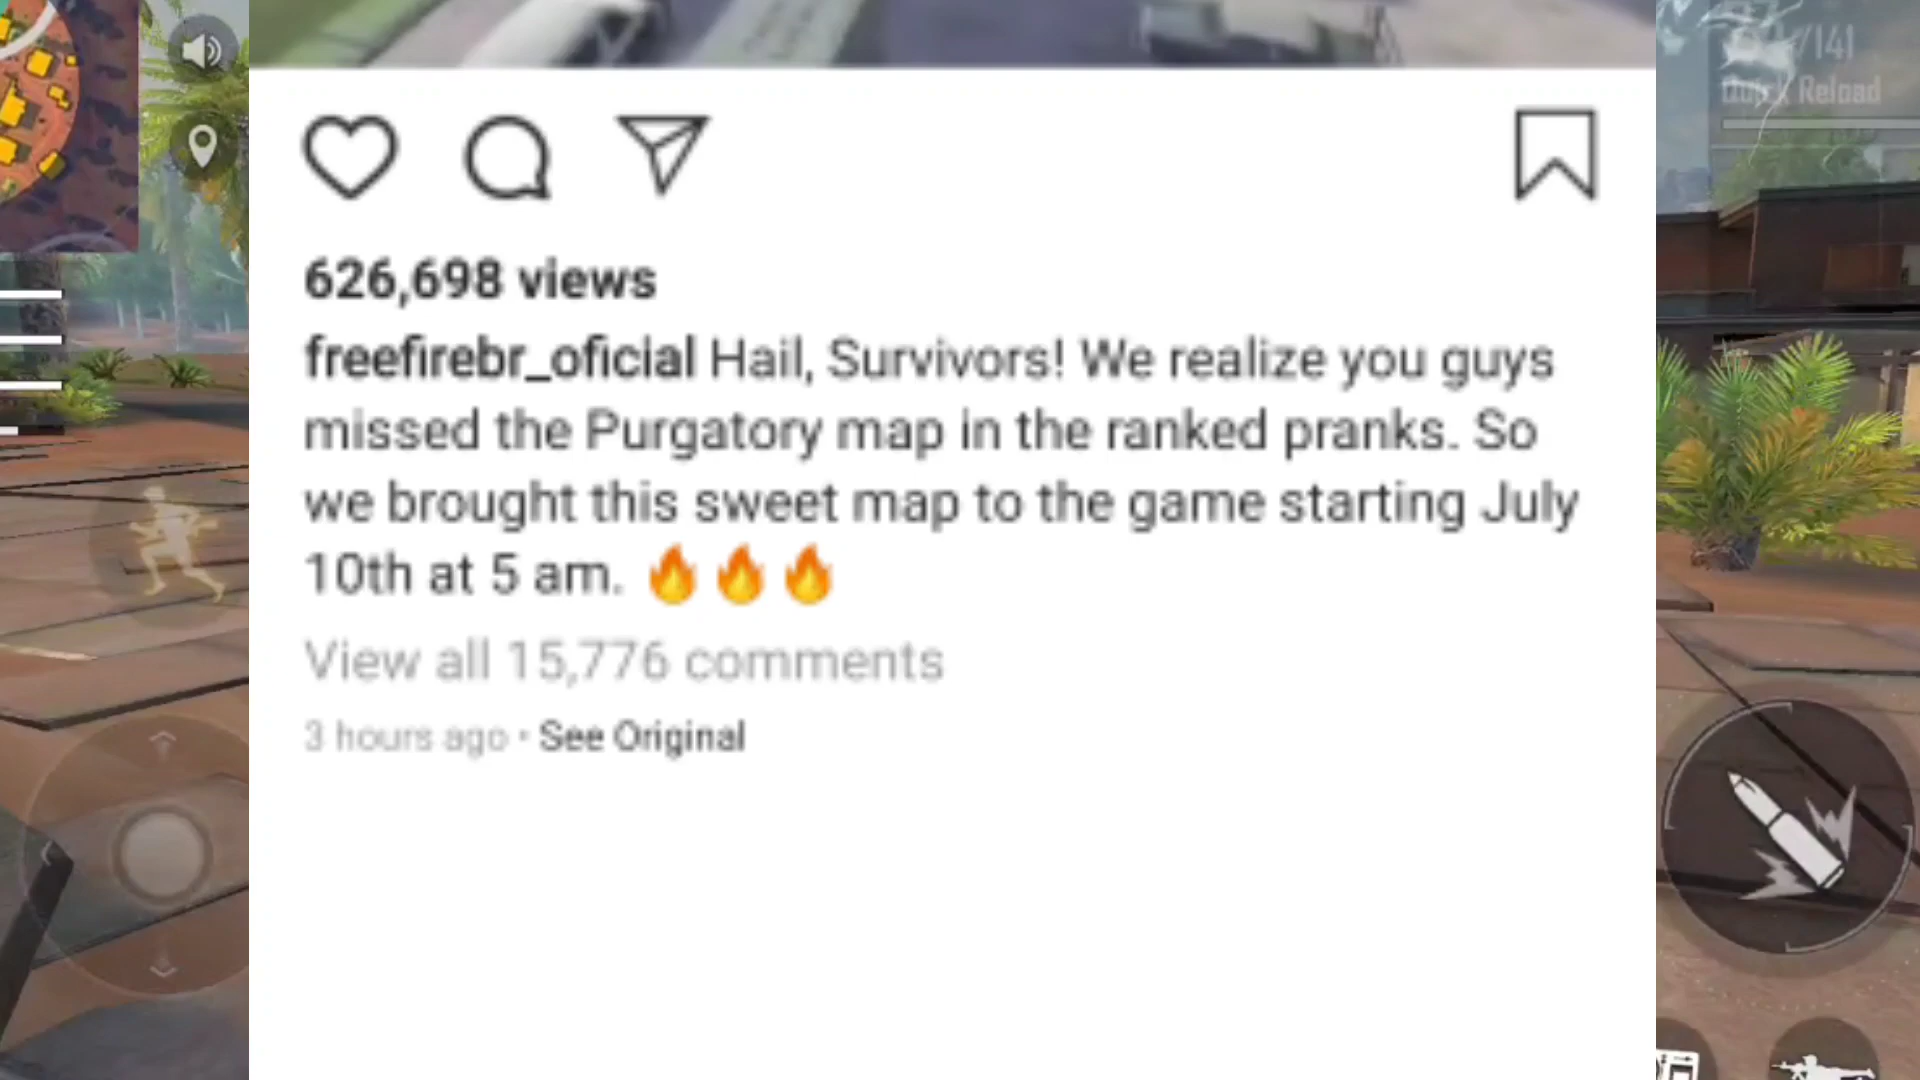 /141
Quick Reload
626,698 views
freefirebr_oficial Hail, Survivors! We realize you guys
missed the Purgatory map in the ranked pranks. So
we brought this sweet map to the game starting July
10th at 5 am. 🔥🔥🔥
View all 15,776 comments
3 hours ago • See Original